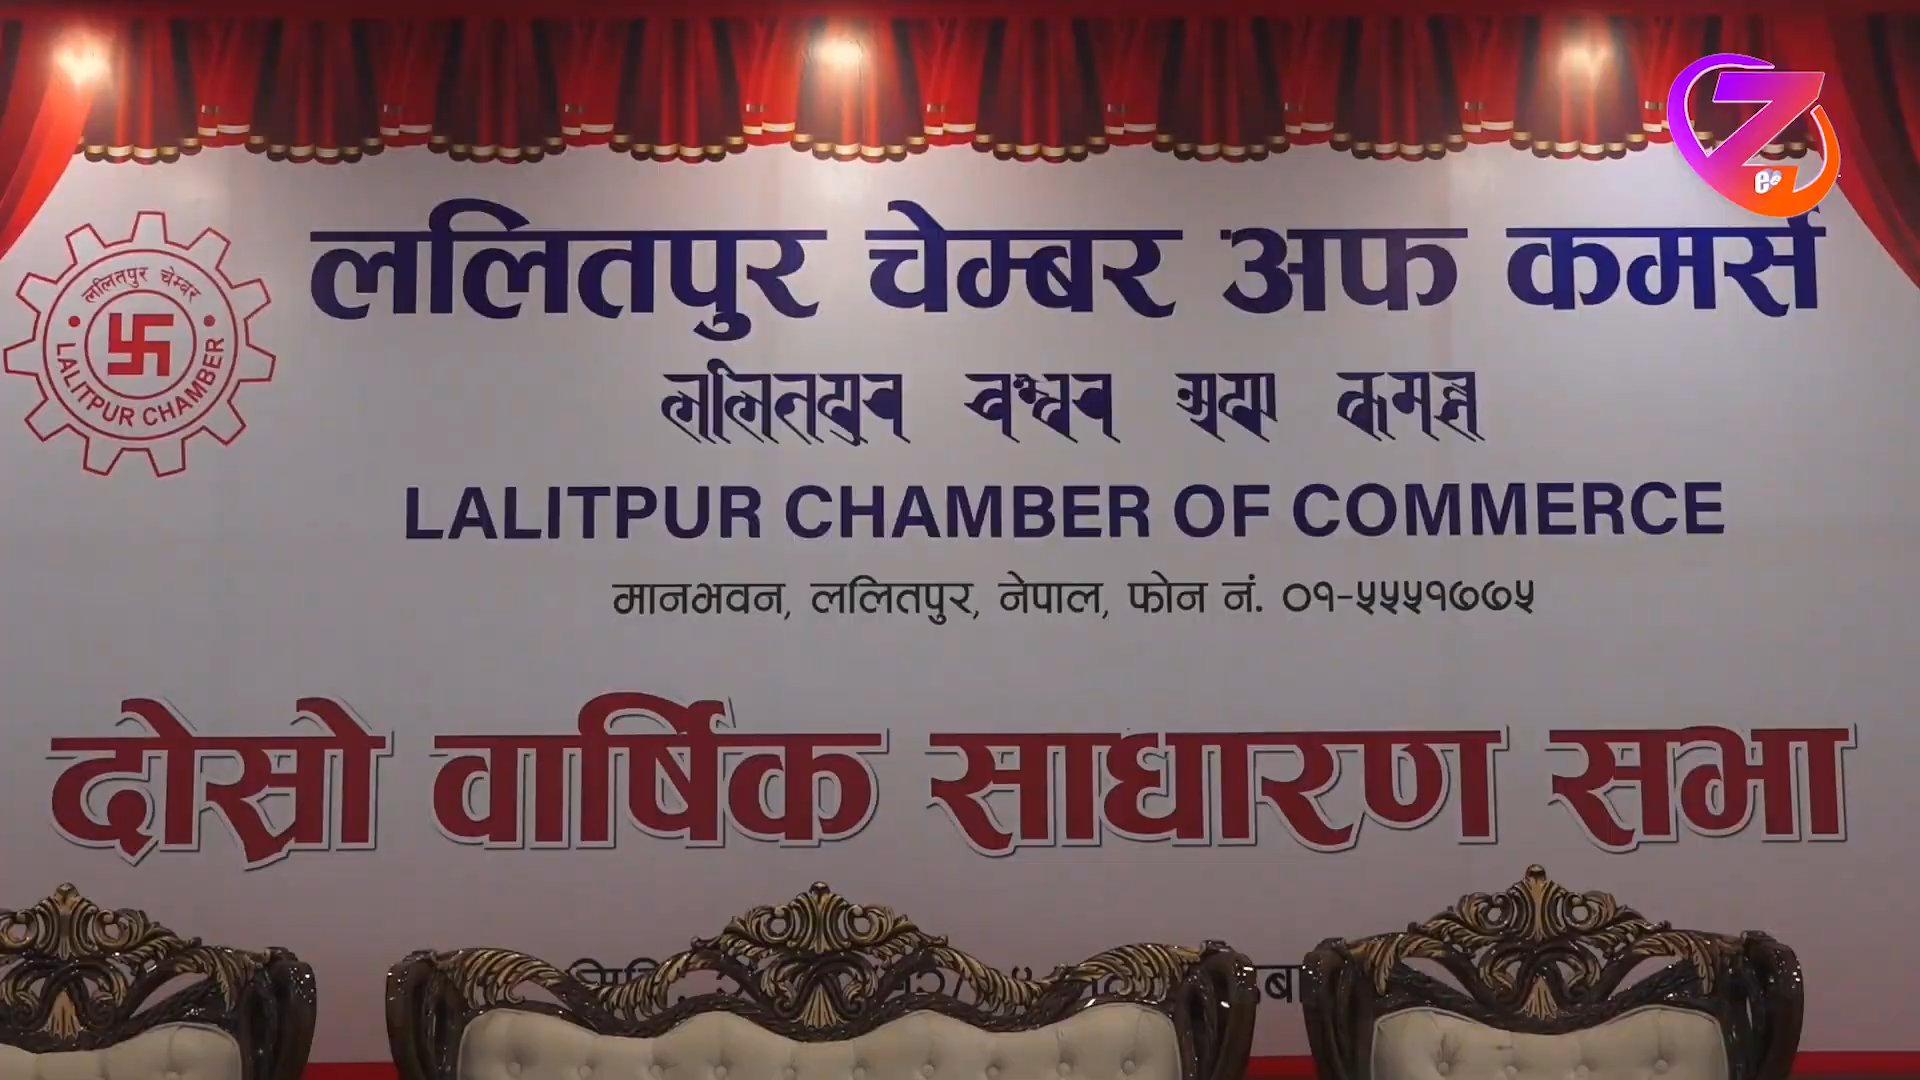 ललितपुर चेम्बर
LALITPUR CHAMBER
ललितपुर चेम्बर अफ कमर्स
LALITPUR CHAMBER OF COMMERCE
मानभवन, ललितपुर, नेपाल, फोन नं. ०१-५५५१७७५
दोस्रो वार्षिक साधारण सभा